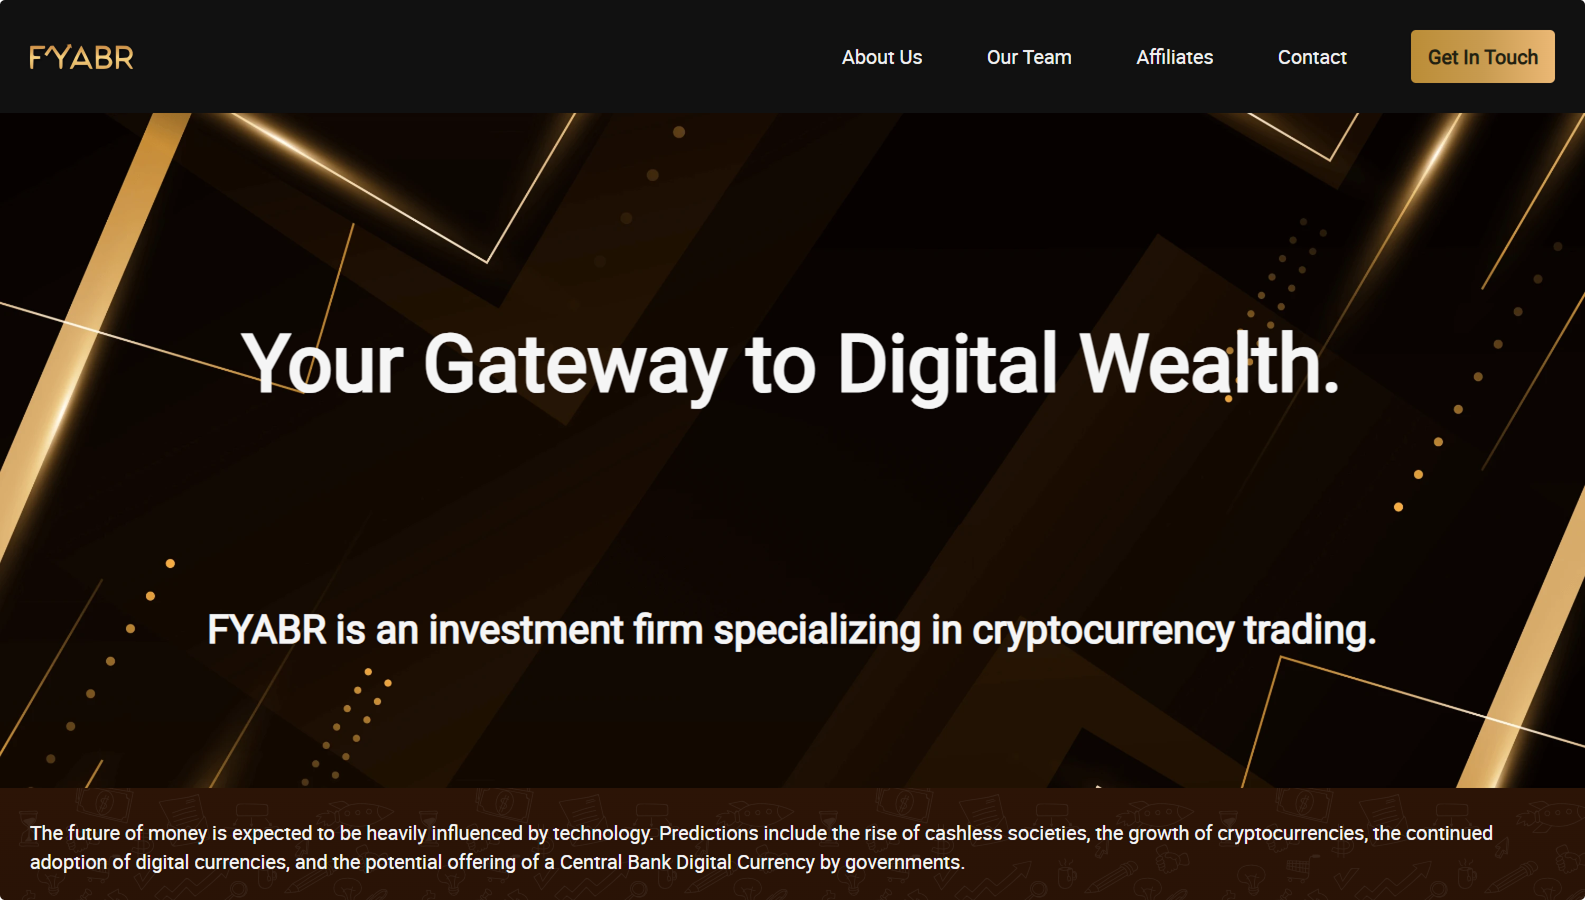 FYABR
About Us
Our Team
Affiliates
Contact
Get In Touch
Your Gateway to Digital Wealth.
FYABR is an investment firm specializing in cryptocurrency trading.
The future of money is expected to be heavily influenced by technology. Predictions include the rise of cashless societies, the growth of cryptocurrencies, the continued
adoption of digital currencies, and the potential offering of a Central Bank Digital Currency by governments.